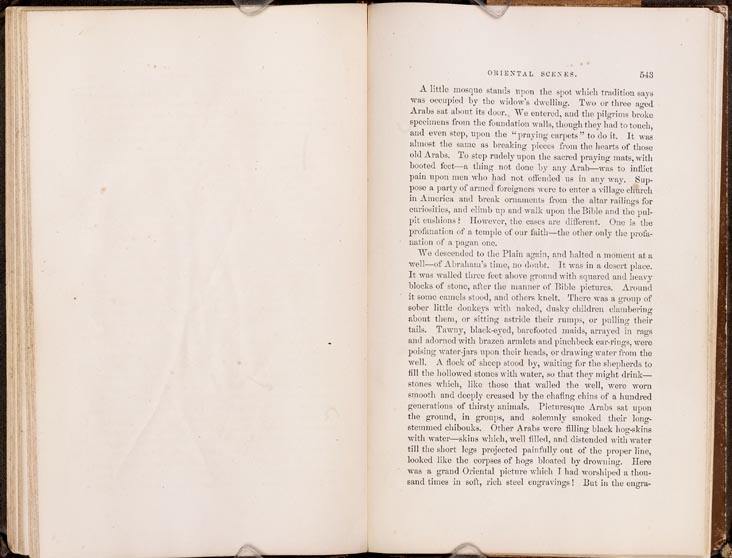 ORIENTAL SCENES. 543
A little mosque stands upon the spot which tradition says
was occupied by the widow's dwelling. Two or three aged
Arabs sat about its door. We entered, and the pilgrims broke
specimens from the foundation walls, though they had to touch,
and even step, upon the "praying carpets" to do it. It was
almost the same as breaking pieces from the hearts of those
old Arabs. To step rudely upon the sacred praying mats, with
booted feet—a thing not done by any Arab—was to inflict
pain upon men who had not offended us in any way. Sup-
pose a party of armed foreigners were to enter a village church
in America and break ornaments from the altar railings for
curiosities, and climb up and walk upon the Bible and the pul-
pit cushions? However, the cases are different. One is the
profanation of a temple of our faith—the other only the profa-
nation of a pagan one.
We descended to the Plain again, and halted a moment at a
well—of Abraham's time, no doubt. It was in a desert place.
It was walled three feet above ground with squared and heavy
blocks of stone, after the manner of Bible pictures. Around
it some camels stood, and others knelt. There was a group of
sober little donkeys with naked, dusky children clambering
about them, or sitting astride their rumps, or pulling their
tails. Tawny, black-eyed, barefooted maids, arrayed in rags
and adorned with brazen armlets and pinchbeck ear-rings, were
poising water-jars upon their heads, or drawing water from the
well. A flock of sheep stood by, waiting for the shepherds to
fill the hollowed stones with water, so that they might drink—
stones which, like those that walled the well, were worn
smooth and deeply creased by the chafing chins of a hundred
generations of thirsty animals. Picturesque Arabs sat upon
the ground, in groups, and solemnly smoked their long-
stemmed chibouks. Other Arabs were filling black hog-skins
with water—skins which, well filled, and distended with water
till the short legs projected painfully out of the proper line,
looked like the corpses of hogs bloated by drowning. Here
was a grand Oriental picture which I had worshiped a thou-
sand times in soft, rich steel engravings! But in the engra-